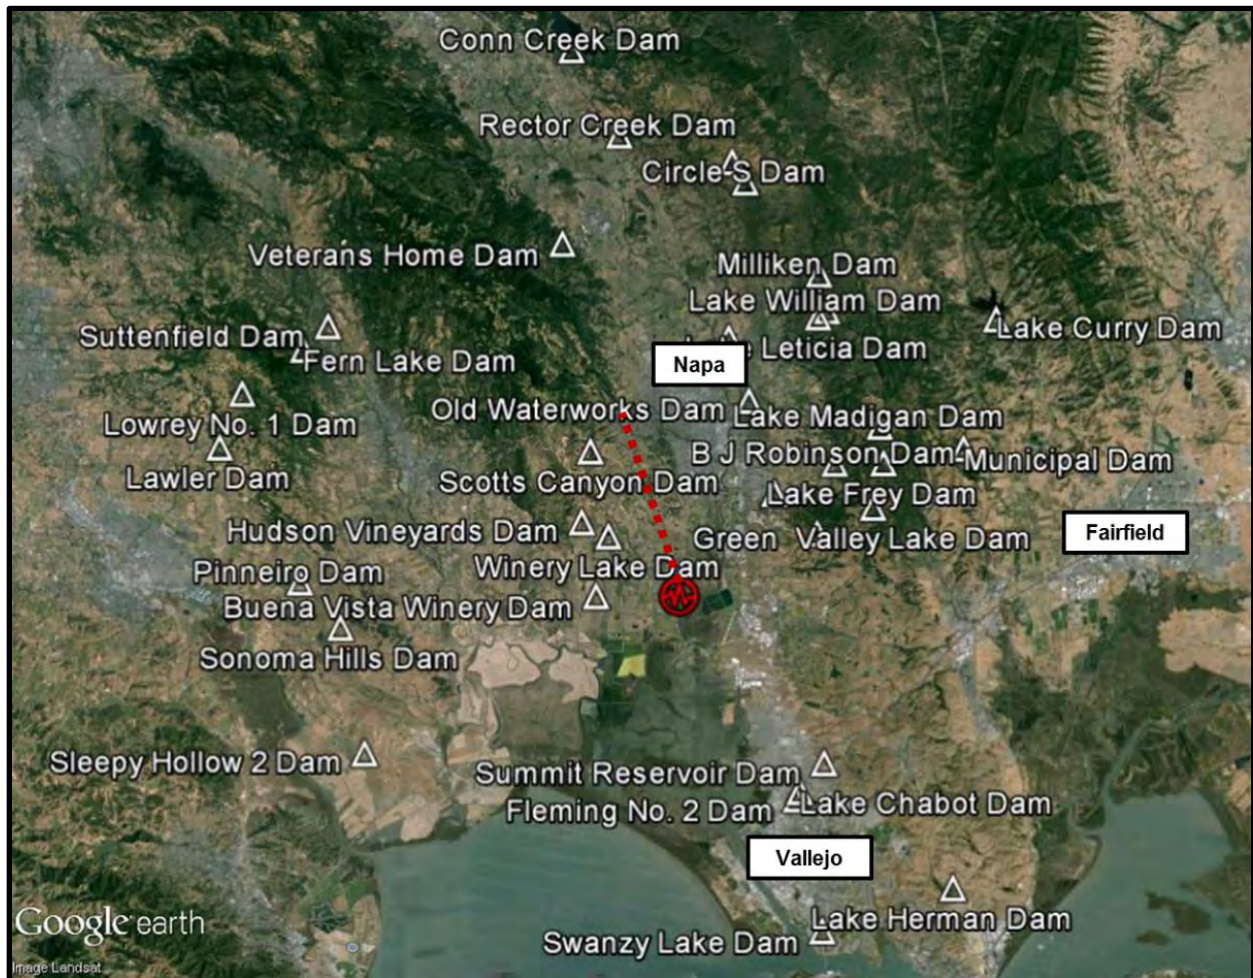 Conn Creek Dam
Rector Creek Dam
Circle-S Dam
Veterans Home Dam
Milliken Dam
Lake William Dam
Lake Curry Dam
Suttenfield Dam
Leticia Dam
Fern Lake Dam
Napa
Old Waterworks Dam
Lake Madigan Dam
Lowrey No. 1 Dam
B J Robinson Dam
Municipal Dam
Lawler Dam
Scotts Canyon Dam
Lake Frey Dam
Hudson Vineyards Dam
Green Valley Lake Dam
Fairfield
Winery Lake Dam
Pinneiro Dam
Buena Vista Winery Dam
Sonoma Hills Dam
Sleepy Hollow 2 Dam
Summit Reservoir Dam
Fleming No. 2 Dam
Lake Chabot Dam
Vallejo
Lake Herman Dam
Swanzy Lake Dam
Google earth
Image Landsat